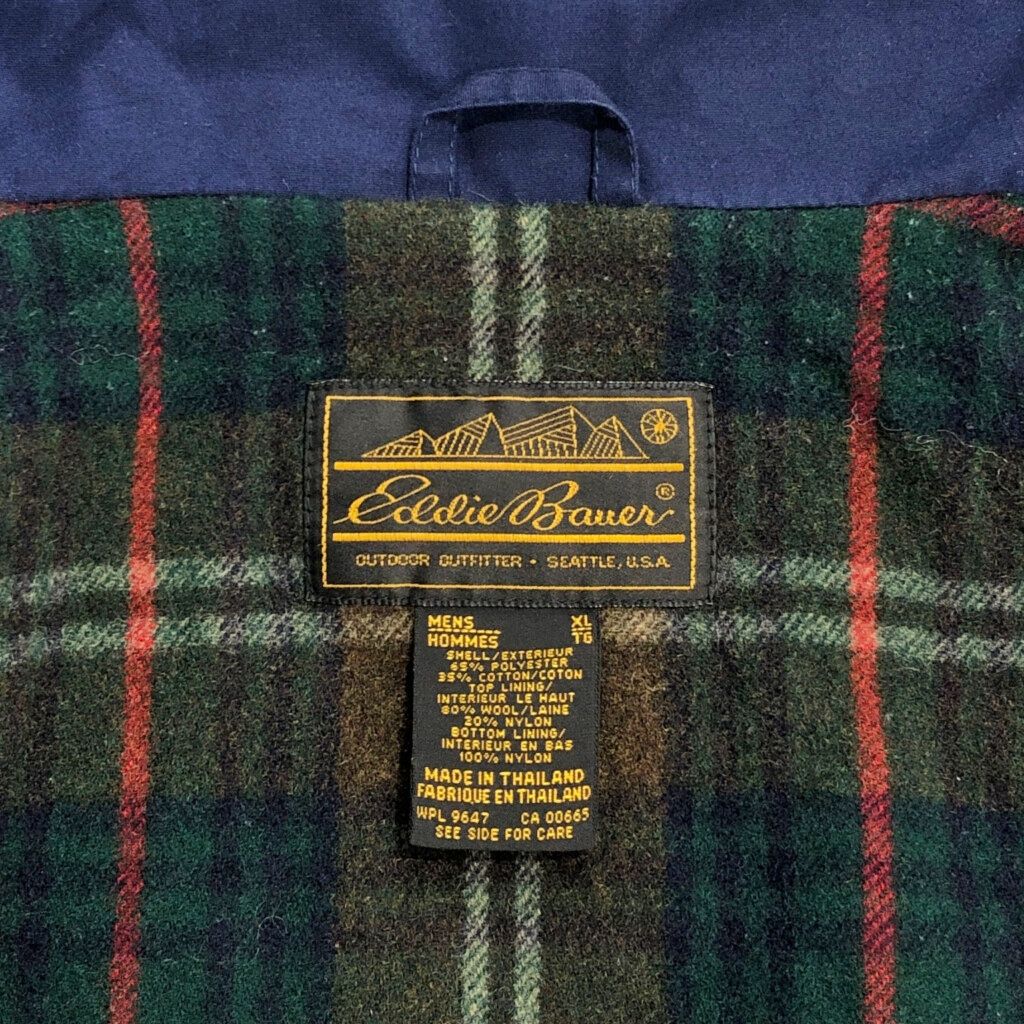 Eddie Bauer®
OUTDOOR OUTFITTER • SEATTLE, U.S.A.
MENS XL
HOMMES TG
SHELL/EXTERIEUR
65% POLYESTER
35% COTTON/COTON
TOP LINING/
INTERIEUR LE HAUT
80% WOOL/LAINE
20% NYLON
BOTTOM LINING/
INTERIEUR EN BAS
100% NYLON
MADE IN THAILAND
FABRIQUE EN THAILAND
WPL 9647 CA 00665
SEE SIDE FOR CARE